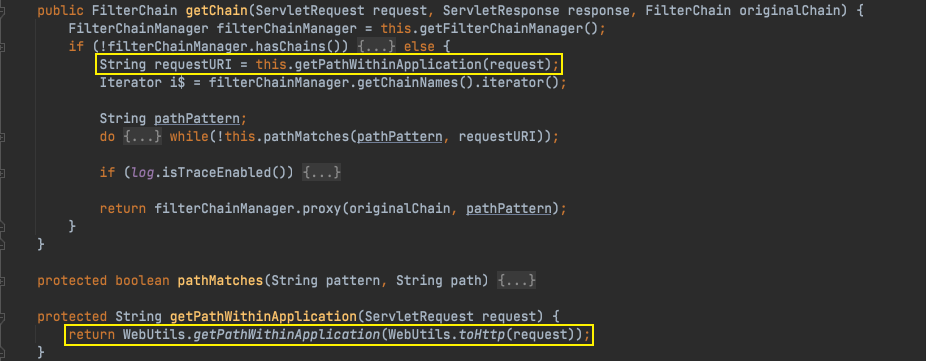 public FilterChain getChain(ServletRequest request, ServletResponse response, FilterChain originalChain) {
FilterChainManager filterChainManager = this.getFilterChainManager();
if (!filterChainManager.hasChains()) {...} else {
String requestURI = this.getPathWithinApplication(request);
Iterator i$ = filterChainManager.getChainNames().iterator();
String pathPattern;
do {...} while(!this.pathMatches(pathPattern, requestURI));
if (log.isTraceEnabled()) {...}
return filterChainManager.proxy(originalChain, pathPattern);
}
}
protected boolean pathMatches(String pattern, String path) {...}
protected String getPathWithinApplication(ServletRequest request) {
return WebUtils.getPathWithinApplication(WebUtils.toHttp(request));
}